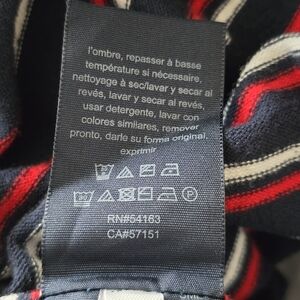 l'ombre, repasser à basse
température si nécessaire,
nettoyage à sec/lavar y secar al
revés, lavar y secar al revés,
usar detergente, lavar con
colores similares, remover
pronto, darle su forma original,
exprimir
RN#54163
CA#57151